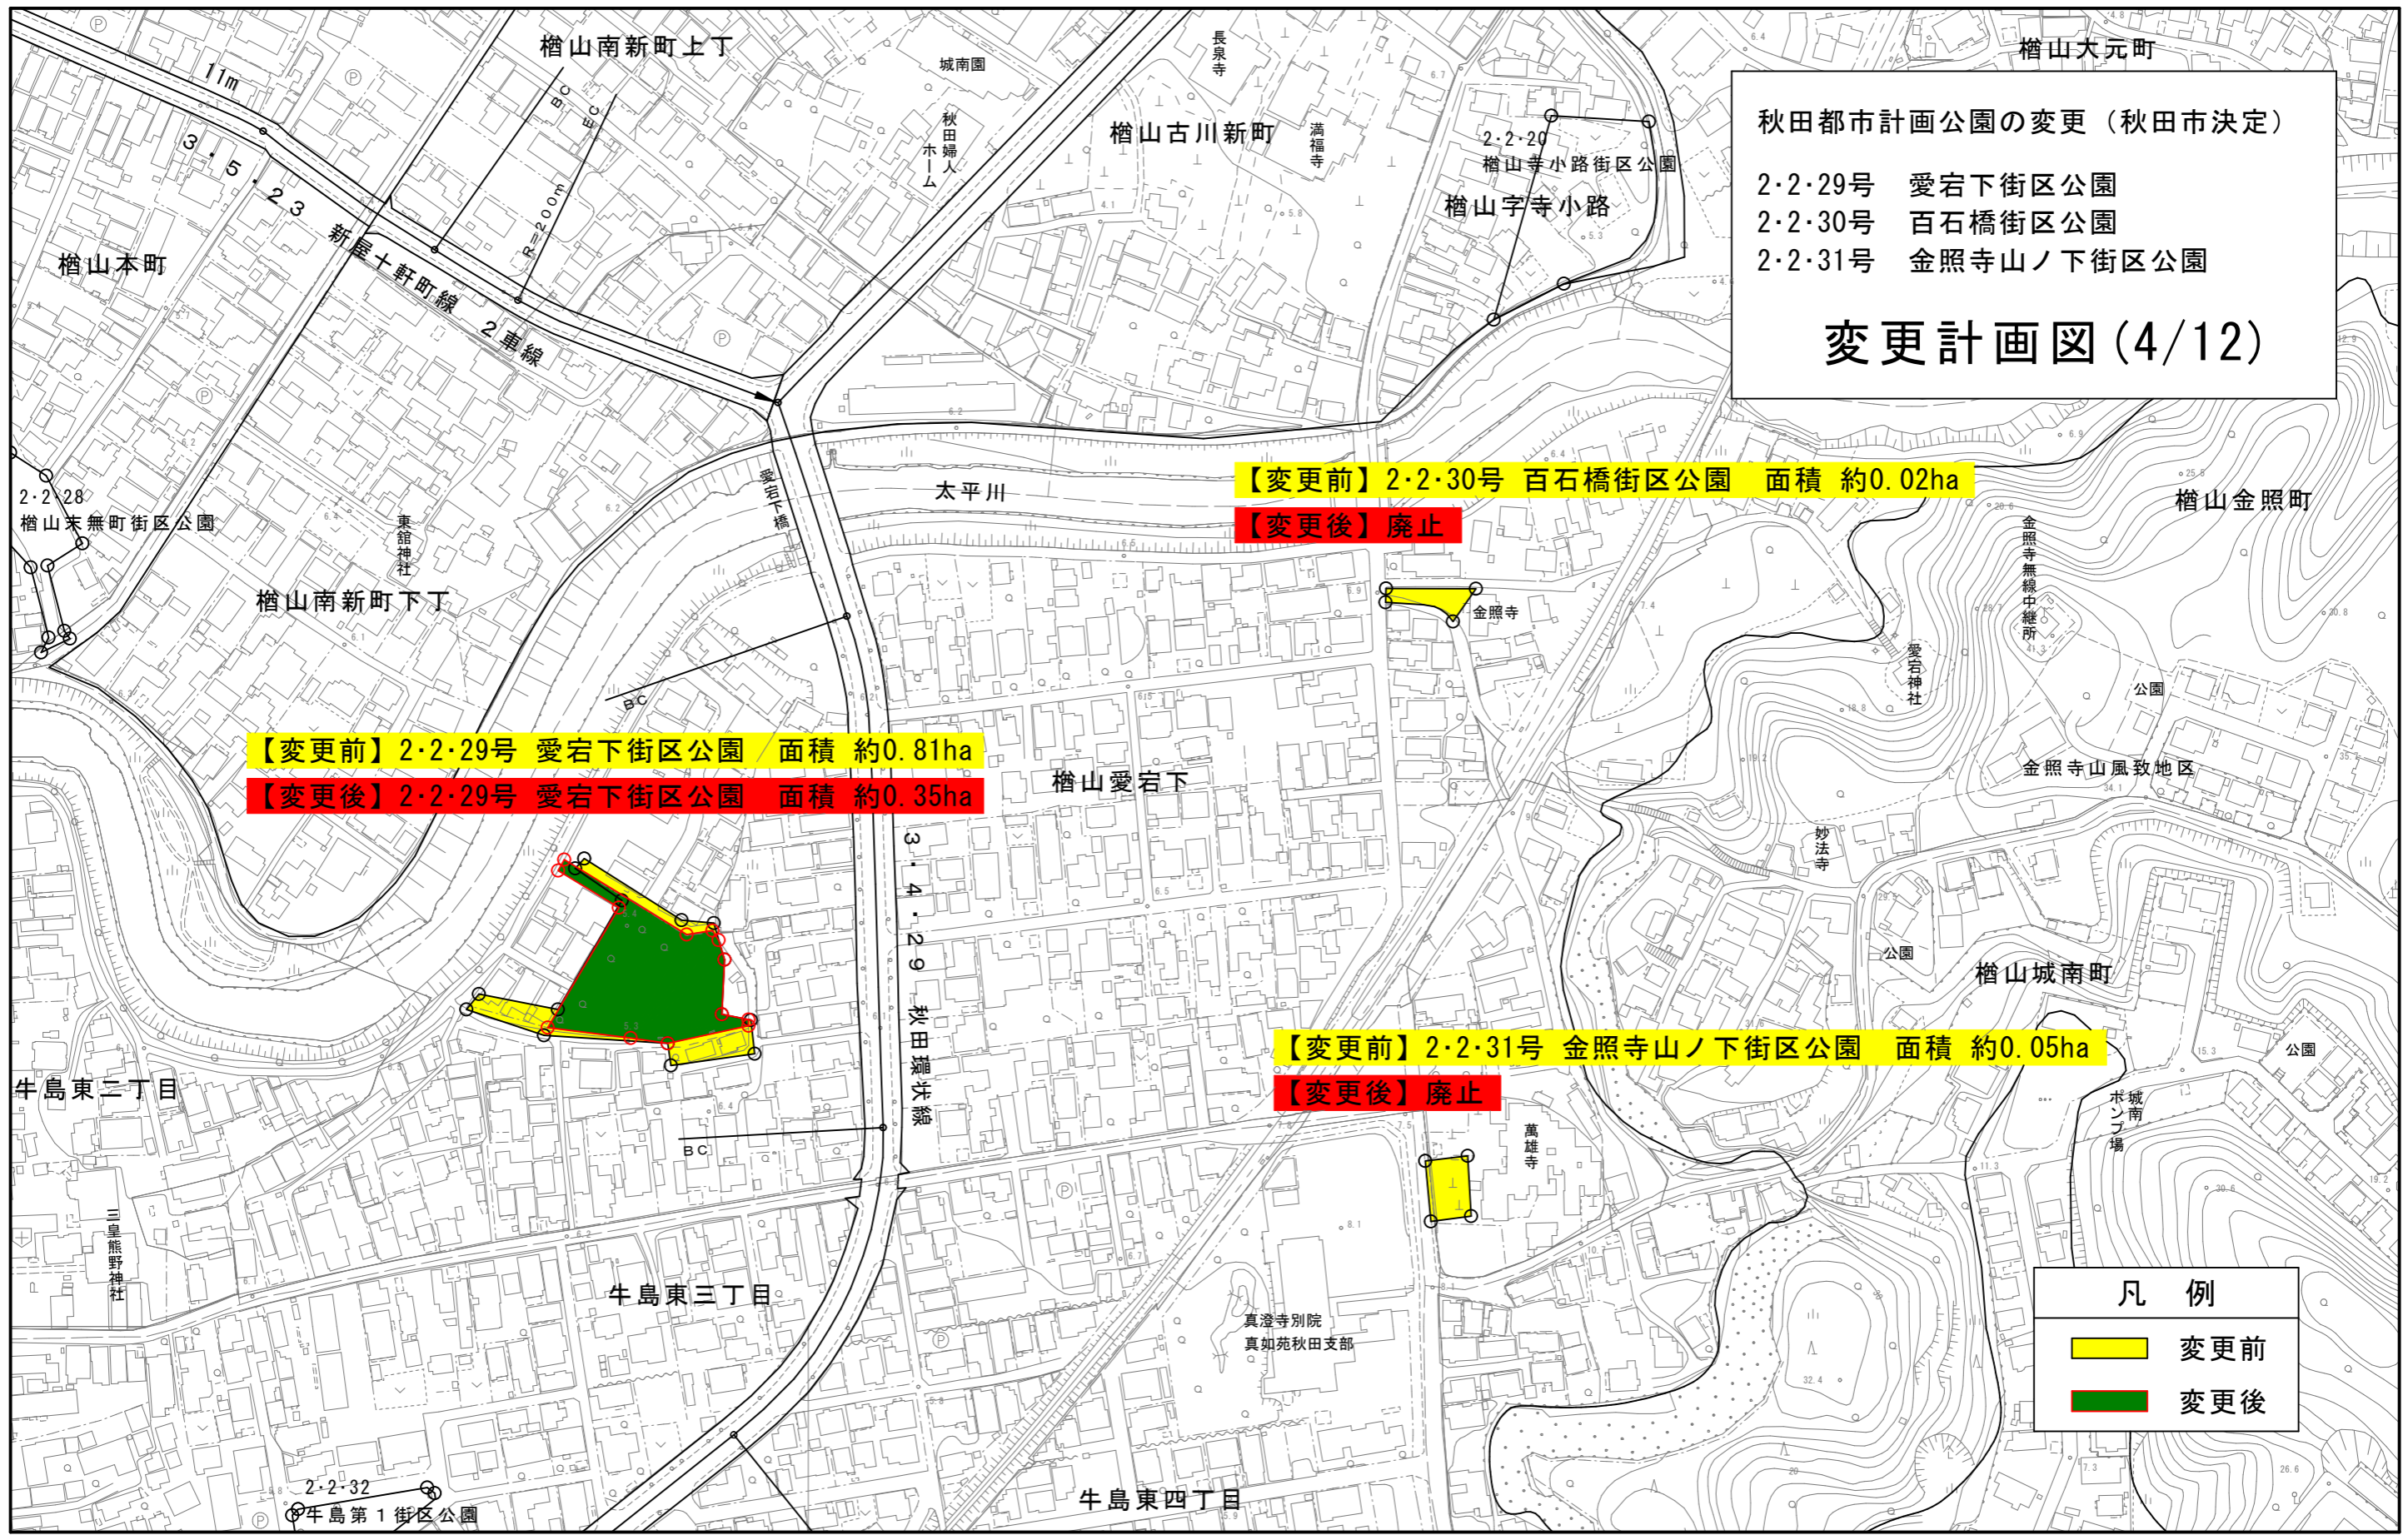 秋田都市計画公園の変更（秋田市決定）
2・2・29号　愛宕下街区公園
2・2・30号　百石橋街区公園
2・2・31号　金照寺山ノ下街区公園
変更計画図(4/12)
楢山南新町上丁
城南園
長泉寺
楢山大元町
11m
BC
EC
秋田婦人
ホーム
楢山古川新町
満福寺
2・2・20
楢山寺小路街区公園
楢山字寺小路
3・5・23 新屋十軒町線 2車線
R=200m
楢山本町
2・2・28
楢山末無町街区公園
東舘神社
愛宕下橋
太平川
【変更前】2・2・30号 百石橋街区公園　面積 約0.02ha
【変更後】廃止
楢山金照町
金照寺無線中継所
楢山南新町下丁
金照寺
愛宕神社
公園
BC
【変更前】2・2・29号 愛宕下街区公園　面積 約0.81ha
【変更後】2・2・29号 愛宕下街区公園　面積 約0.35ha
楢山愛宕下
金照寺山風致地区
妙法寺
3・4・29 秋田環状線
公園
楢山城南町
【変更前】2・2・31号 金照寺山ノ下街区公園　面積 約0.05ha
【変更後】廃止
公園
牛島東二丁目
城南
ポンプ場
BC
萬雄寺
三皇熊野神社
牛島東三丁目
真澄寺別院
真如苑秋田支部
凡　例
変更前
変更後
2・2・32
牛島第1街区公園
牛島東四丁目